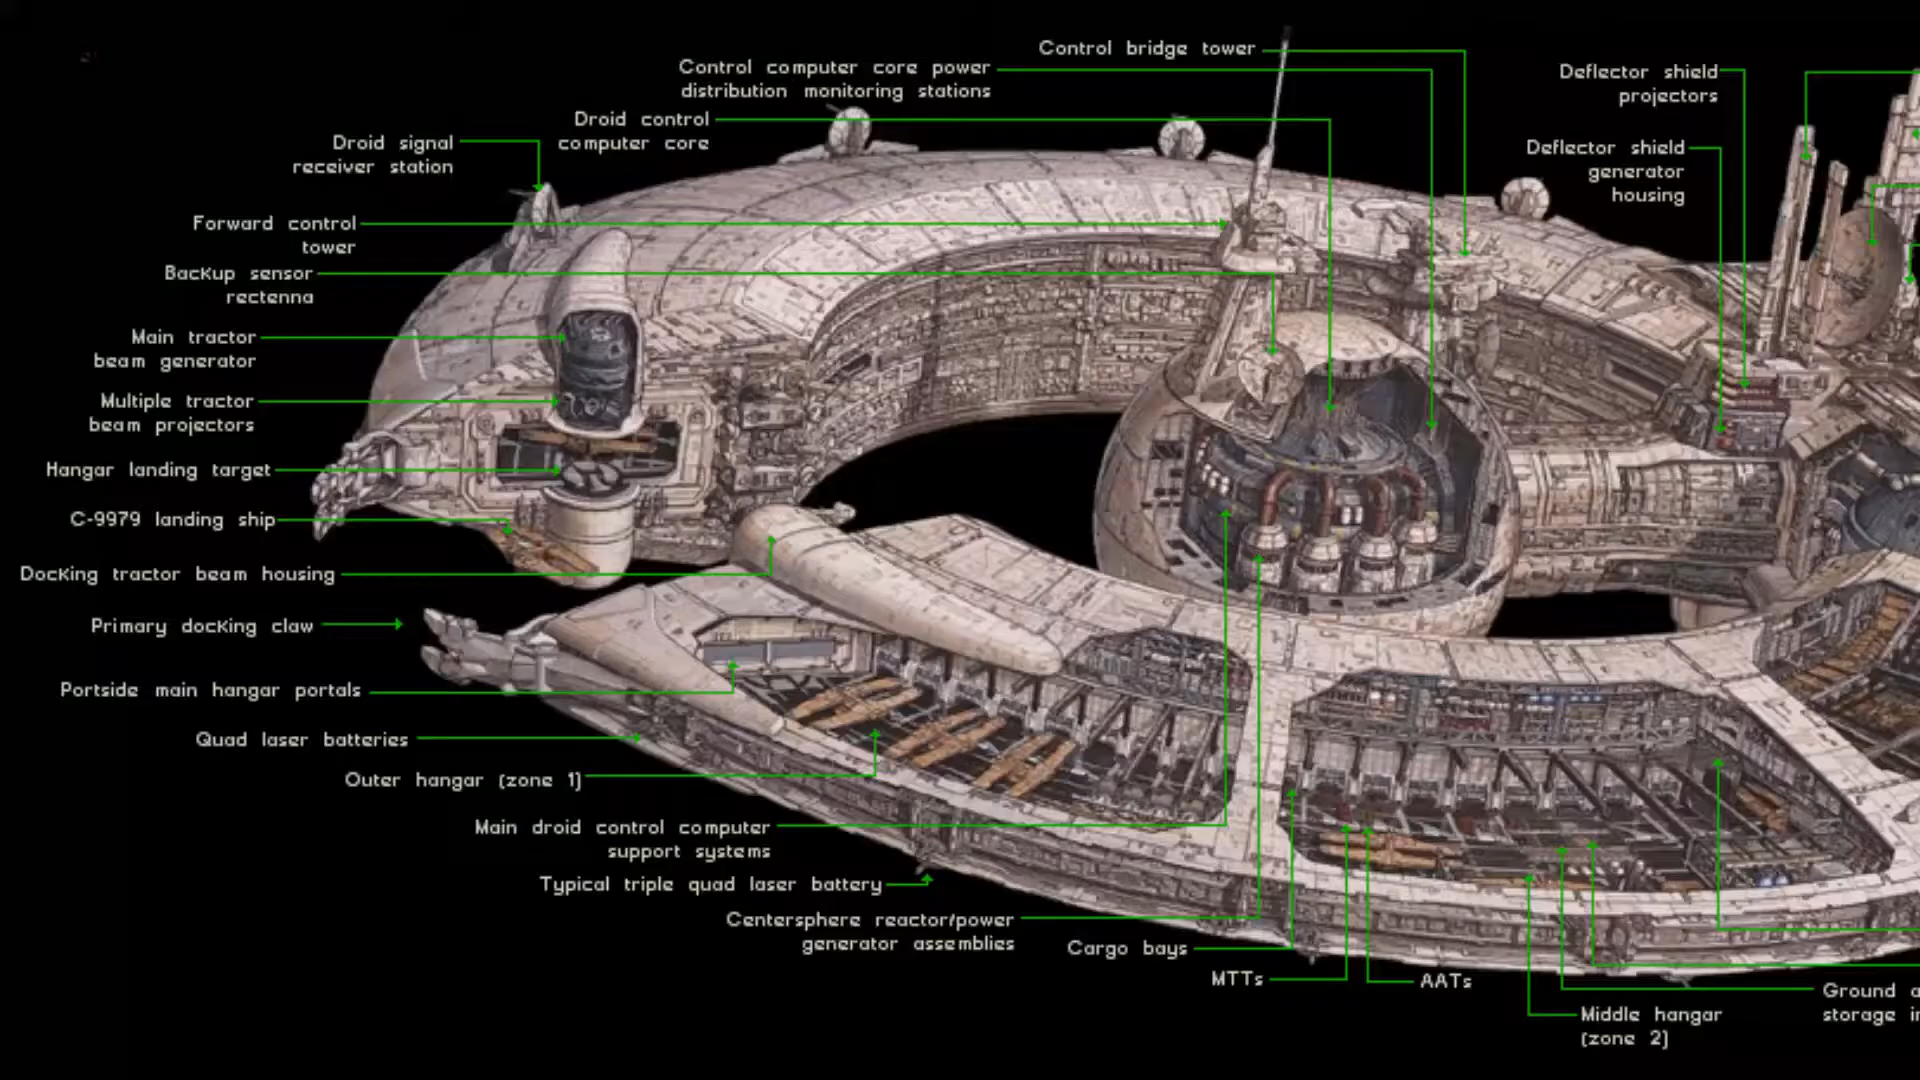 Control bridge tower
Control computer core power
distribution monitoring stations
Deflector shield
projectors
Droid control
computer core
Droid signal
receiver station
Deflector shield
generator
housing
Forward control
tower
Backup sensor
rectenna
Main tractor
beam generator
Multiple tractor
beam projectors
Hangar landing target
C-9979 landing ship
Docking tractor beam housing
Primary docking claw
Portside main hangar portals
Quad laser batteries
Outer hangar (zone 1)
Main droid control computer
support systems
Typical triple quad laser battery
Centersphere reactor/power
generator assemblies
Cargo bays
MTTs
AATs
Ground
storage
Middle hangar
(zone 2)